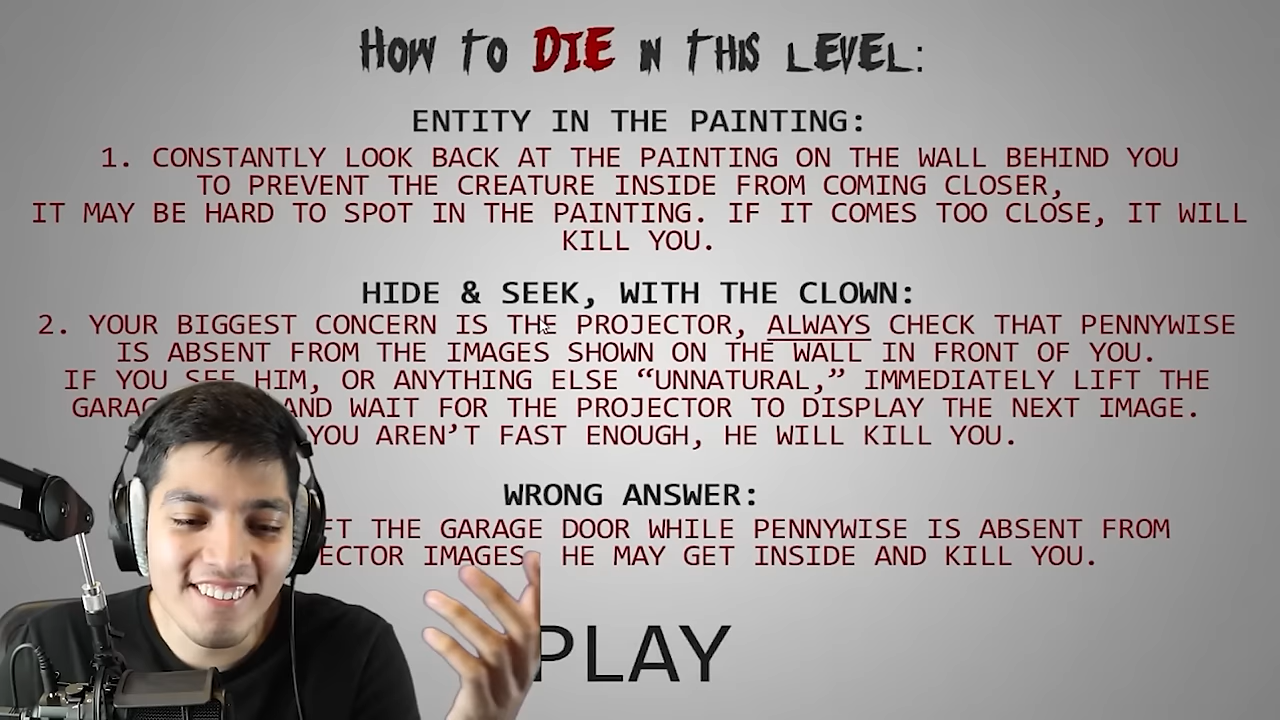 HOW TO DIE IN THIS LEVEL:
ENTITY IN THE PAINTING:
1. CONSTANTLY LOOK BACK AT THE PAINTING ON THE WALL BEHIND YOU
TO PREVENT THE CREATURE INSIDE FROM COMING CLOSER,
IT MAY BE HARD TO SPOT IN THE PAINTING. IF IT COMES TOO CLOSE, IT WILL
KILL YOU.
HIDE & SEEK, WITH THE CLOWN:
2. YOUR BIGGEST CONCERN IS THE PROJECTOR, ALWAYS CHECK THAT PENNYWISE
IS ABSENT FROM THE IMAGES SHOWN ON THE WALL IN FRONT OF YOU.
IF YOU SEE HIM, OR ANYTHING ELSE “UNNATURAL,” IMMEDIATELY LIFT THE
AND WAIT FOR THE PROJECTOR TO DISPLAY THE NEXT IMAGE.
YOU AREN’T FAST ENOUGH, HE WILL KILL YOU.
WRONG ANSWER:
THE GARAGE DOOR WHILE PENNYWISE IS ABSENT FROM
IMAGES, HE MAY GET INSIDE AND KILL YOU.
PLAY